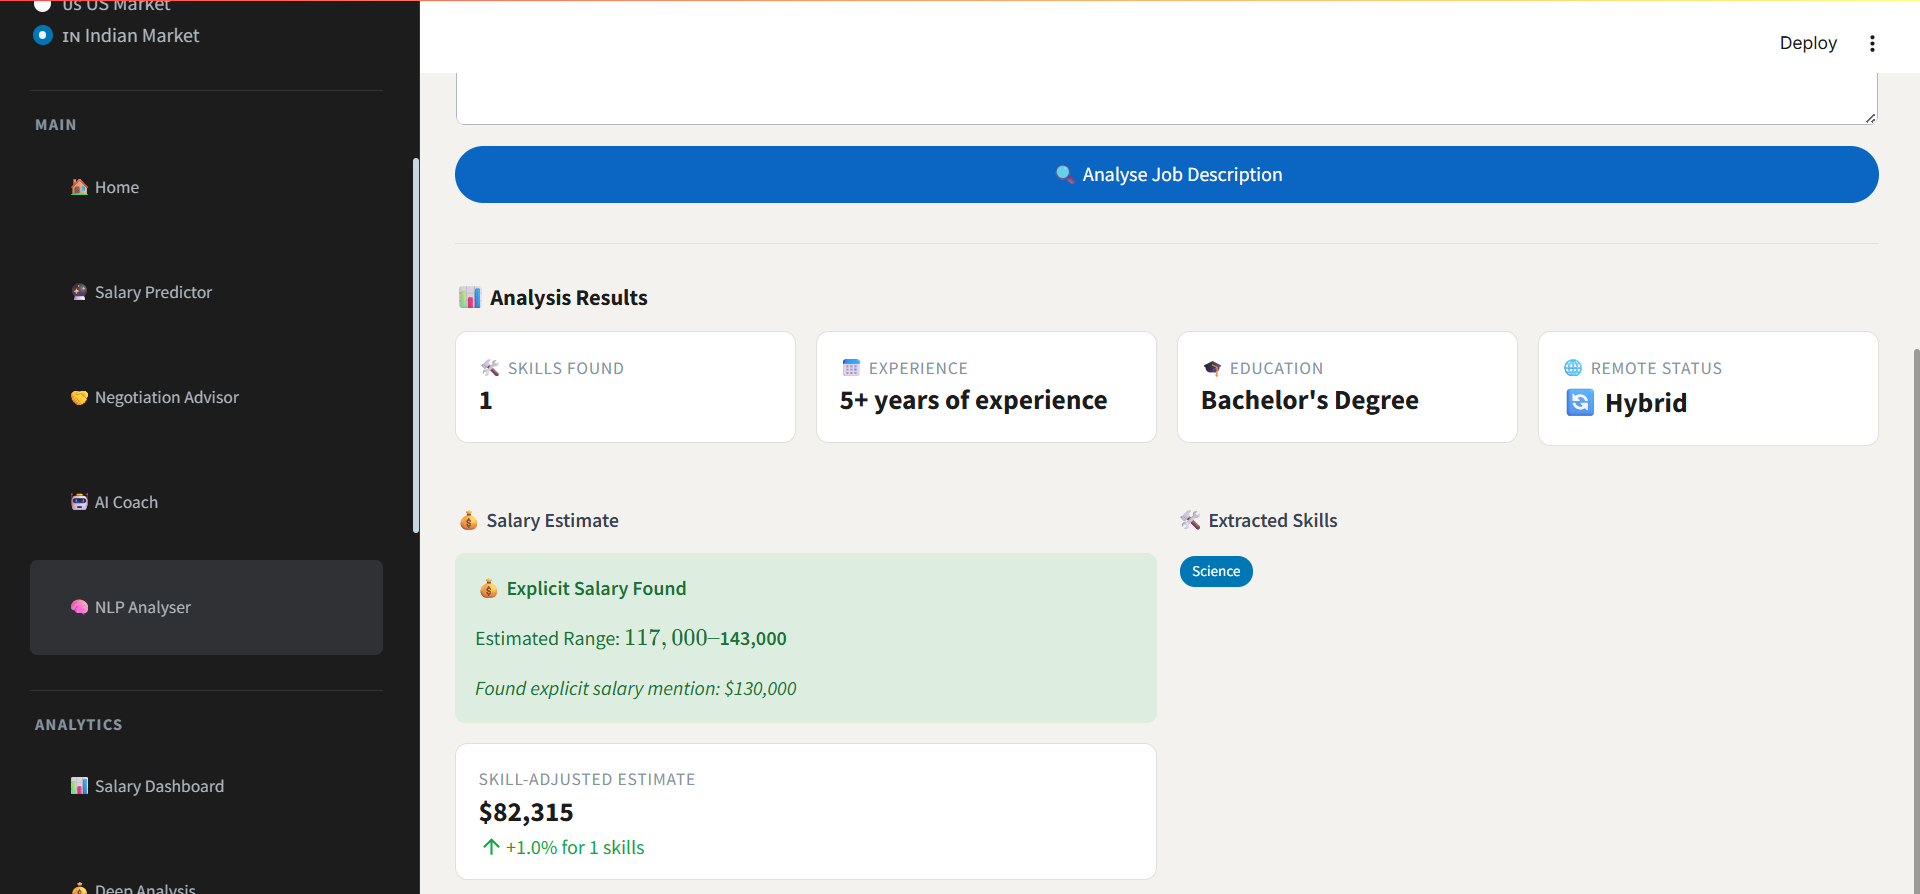 us US Market
IN Indian Market
Deploy
MAIN
Home
Salary Predictor
Negotiation Advisor
AI Coach
NLP Analyser
ANALYTICS
Salary Dashboard
Deep Analysis
Analyse Job Description
Analysis Results
SKILLS FOUND
1
EXPERIENCE
5+ years of experience
EDUCATION
Bachelor's Degree
REMOTE STATUS
Hybrid
Salary Estimate
Explicit Salary Found
Estimated Range: 117,000–143,000
Found explicit salary mention: $130,000
SKILL-ADJUSTED ESTIMATE
$82,315
↑ +1.0% for 1 skills
Extracted Skills
Science